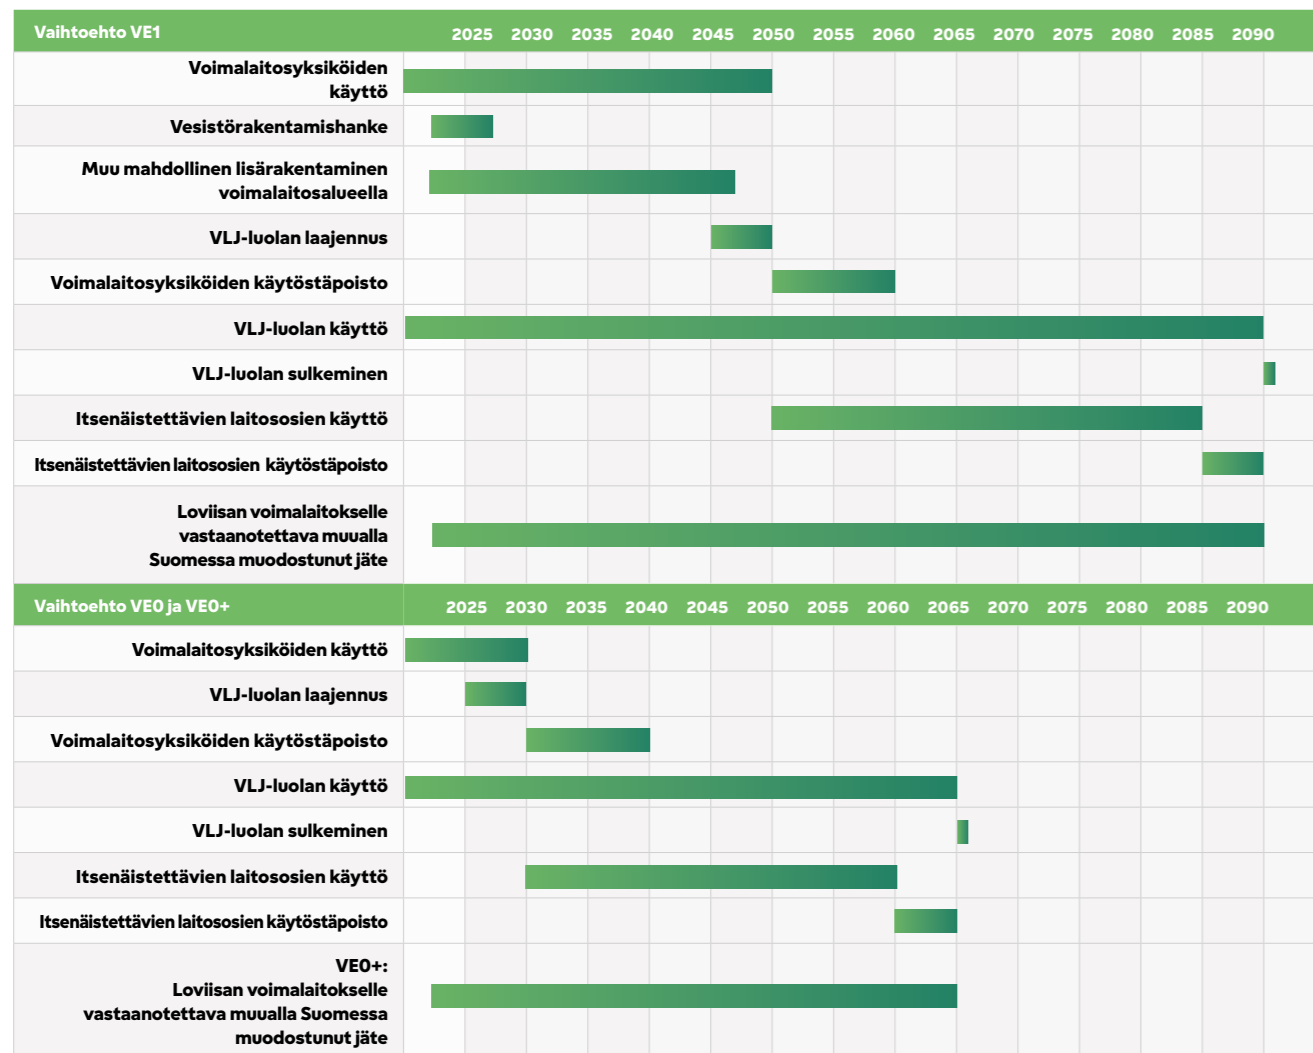 Vaihtoehto VE1 2025 2030 2035 2040 2045 2050 2055 2060 2065 2070 2075 2080 2085 2090
Voimalaitosyksiköiden
käyttö
Vesistörakentamishanke
Muu mahdollinen lisärakentaminen
voimalaitosalueella
VLJ-luolan laajennus
Voimalaitosyksiköiden käytöstäpoisto
VLJ-luolan käyttö
VLJ-luolan sulkeminen
Itsenäistettävien laitososien käyttö
Itsenäistettävien laitososien käytöstäpoisto
Loviisan voimalaitokselle
vastaanotettava muualla
Suomessa muodostunut jäte
Vaihtoehto VE0 ja VE0+ 2025 2030 2035 2040 2045 2050 2055 2060 2065 2070 2075 2080 2085 2090
Voimalaitosyksiköiden käyttö
VLJ-luolan laajennus
Voimalaitosyksiköiden käytöstäpoisto
VLJ-luolan käyttö
VLJ-luolan sulkeminen
Itsenäistettävien laitososien käyttö
Itsenäistettävien laitososien käytöstäpoisto
VE0+:
Loviisan voimalaitokselle
vastaanotettava muualla Suomessa
muodostunut jäte